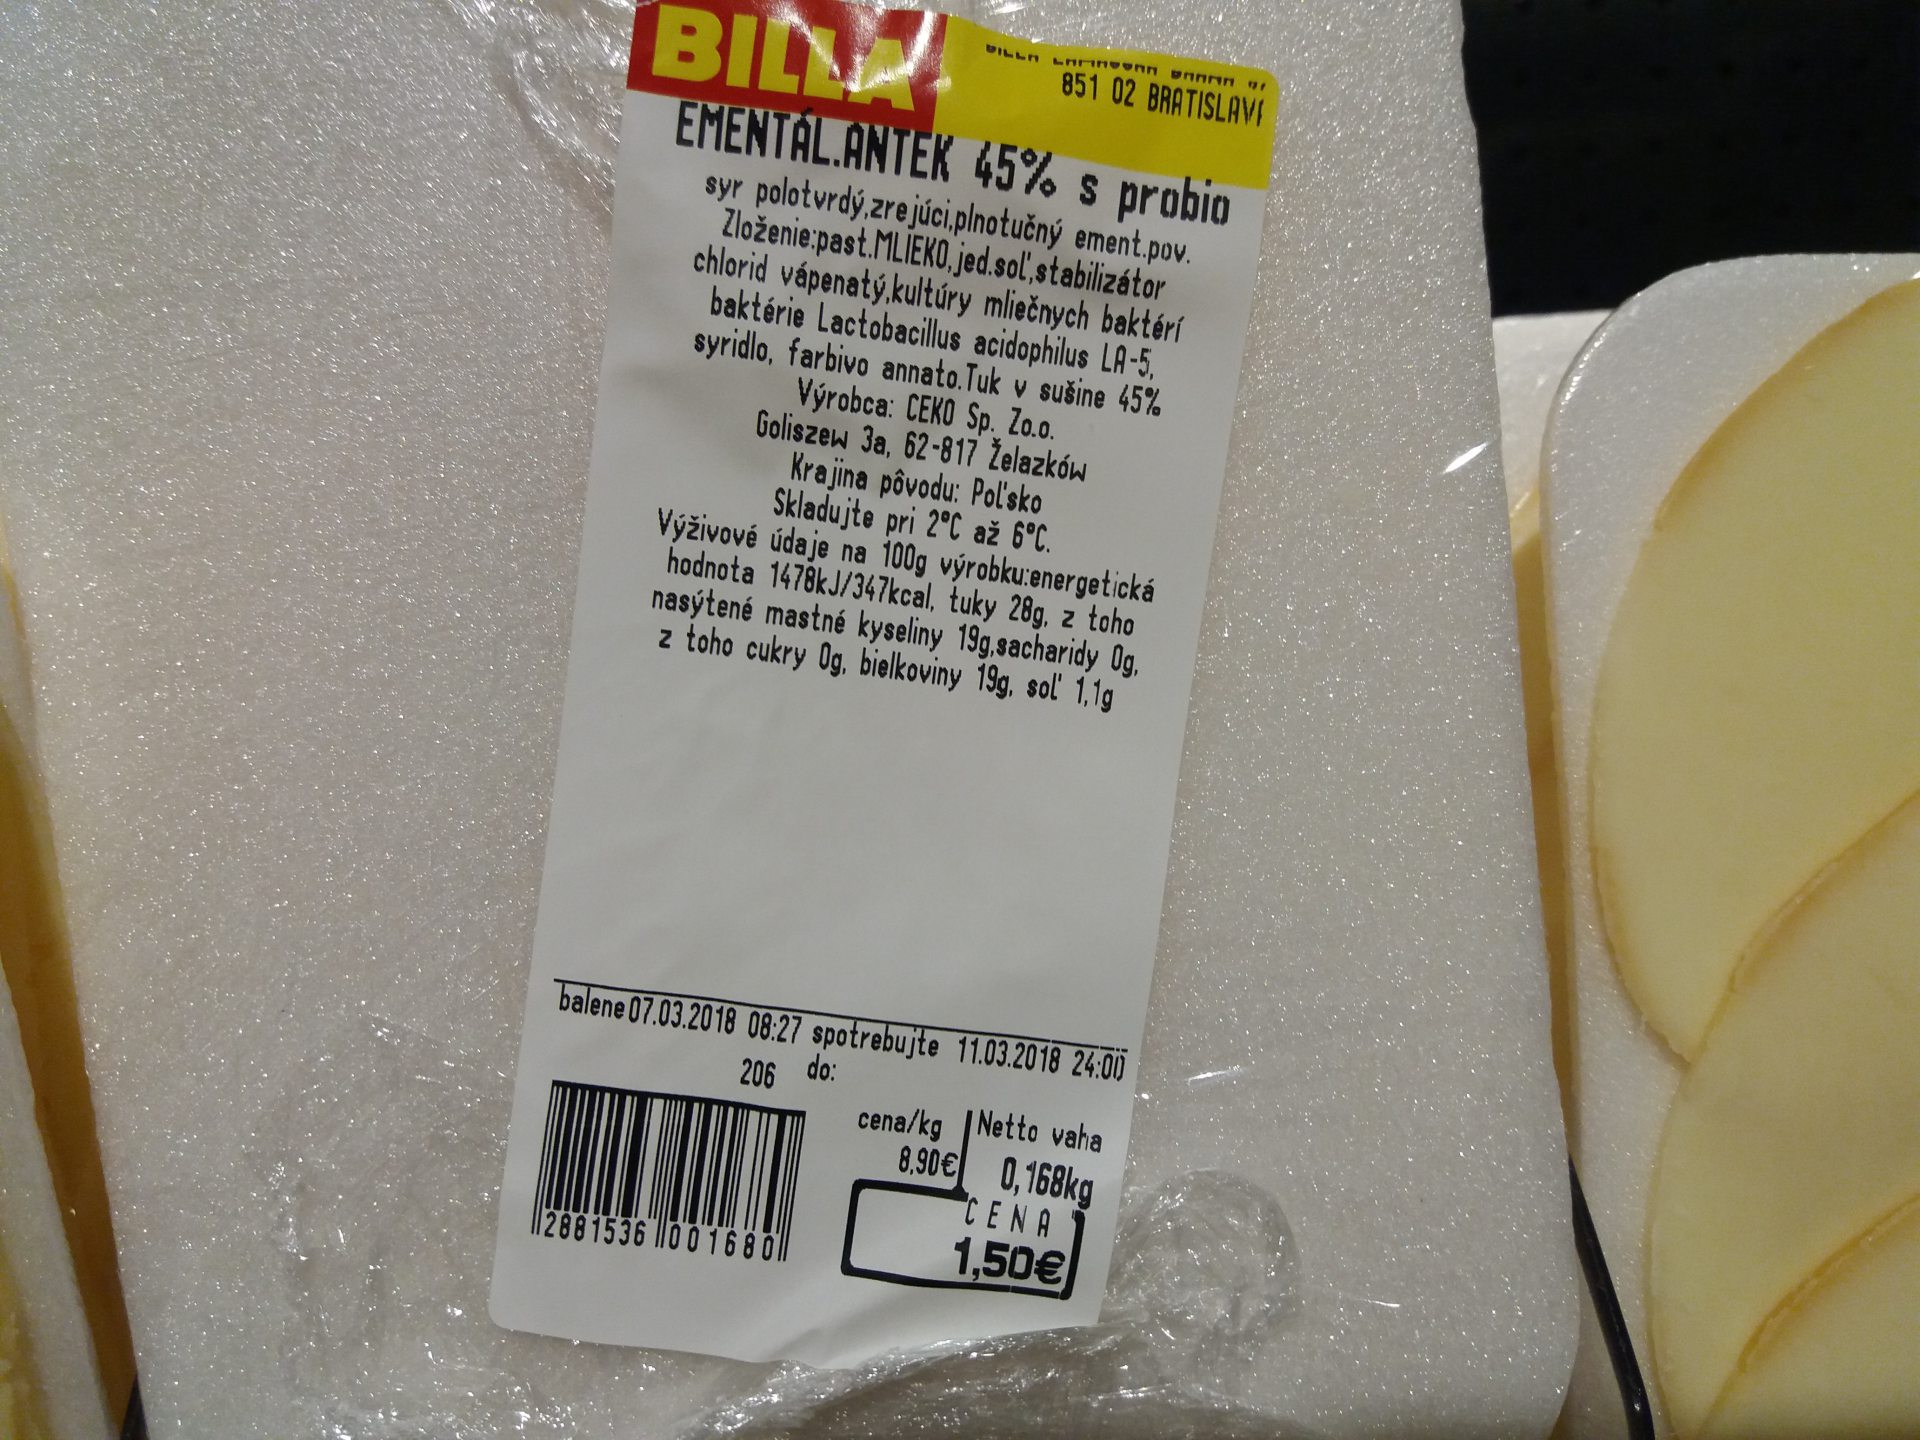 BILLA
BILLA
851 02 BRATISLAV
EMENTÁL.ANTEK 45% s probio
syr polotvrdý,zrejúci,plnotučný ement.pov.
Zloženie:past.MLIEKO,jed.soľ,stabilizátor
chlorid vápenatý,kultúry mliečnych baktérí
baktérie Lactobacillus acidophilus LA-5,
syridlo, farbivo annato.Tuk v sušine 45%
Výrobca: CEKO Sp. Zo.o.
Goliszew 3a, 62-817 Želazków
Krajina pôvodu: Poľsko
Skladujte pri 2°C až 6°C.
Výživové údaje na 100g výrobku:energetická
hodnota 1478kJ/347kcal, tuky 28g, z toho
nasýtené mastné kyseliny 19g,sacharidy 0g,
z toho cukry 0g, bielkoviny 19g, soľ 1,1g
balene 07.03.2018 08:27 spotrebujte 11.03.2018 24:00
206 do:
cena/kg Netto vaha
8,90€ 0,168kg
CENA
1,50€
2881536 001680